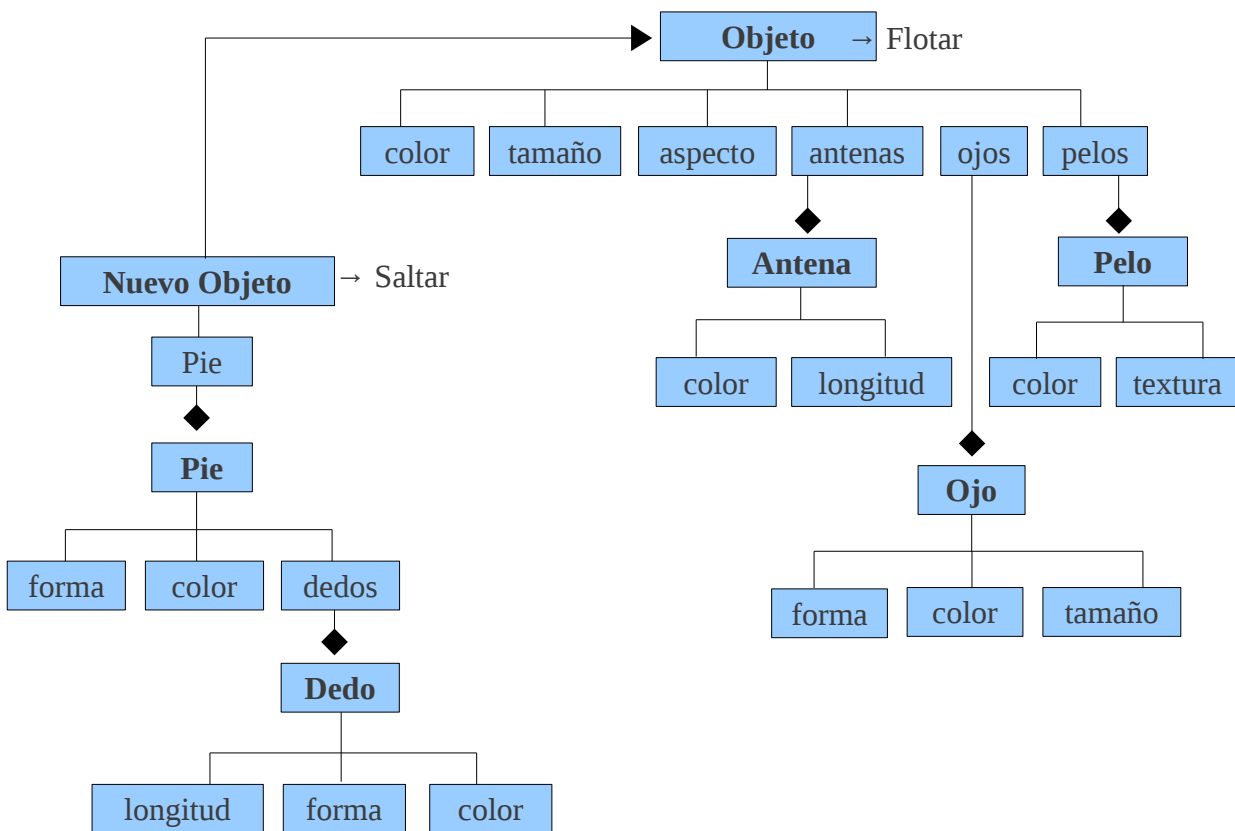 Objeto → Flotar
color tamaño aspecto antenas ojos pelos
Antena Pelo
Nuevo Objeto → Saltar
Pie
color longitud color textura
Pie
Ojo
forma color dedos
forma color tamaño
Dedo
longitud forma color